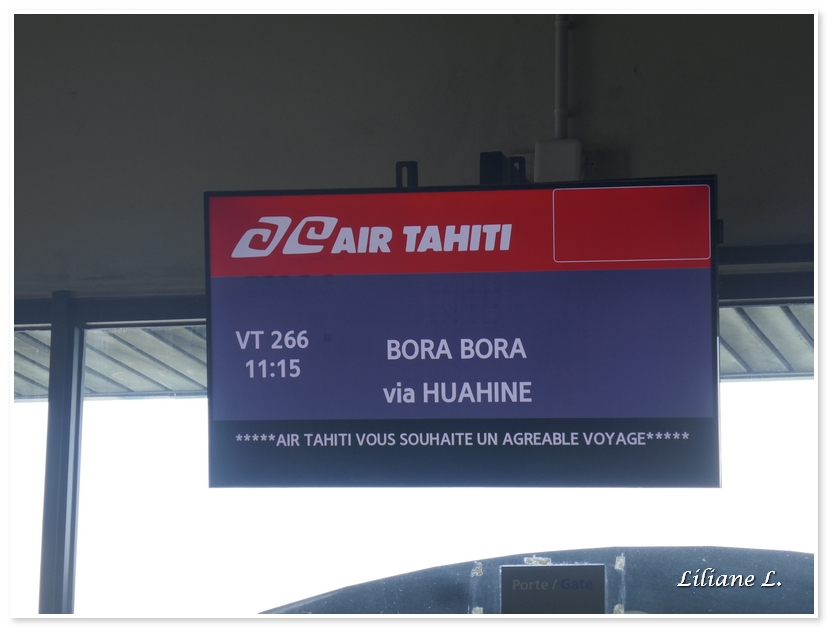 AIR TAHITI
VT 266
11:15
BORA BORA
via HUAHINE
*****AIR TAHITI VOUS SOUHAITE UN AGREABLE VOYAGE*****
Porte / Gate
Liliane L.